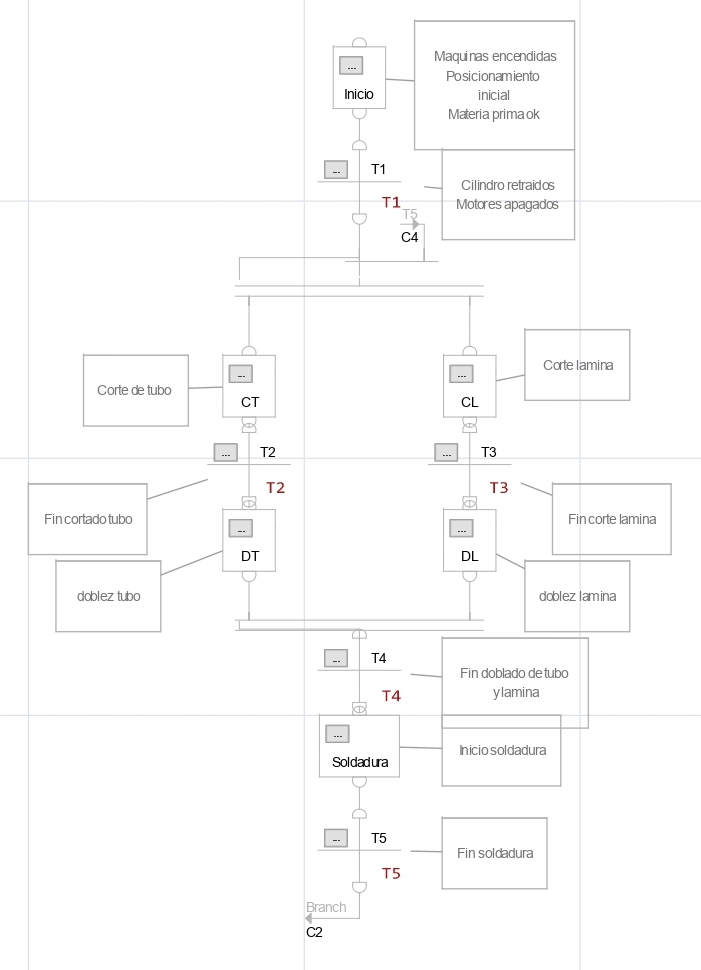 Maquinas encendidas
Posicionamiento
inicial
Materia prima ok
...
Inicio
... T1
Cilindro retraidos
Motores apagados
T1
T5
C4
Corte de tubo
...
CT
...
CL
Corte lamina
... T2
... T3
T2
T3
Fin cortado tubo
Fin corte lamina
...
DT
...
DL
doblez tubo
doblez lamina
... T4
Fin doblado de tubo
y lamina
T4
...
Soldadura
Inicio soldadura
... T5
Fin soldadura
T5
Branch
C2